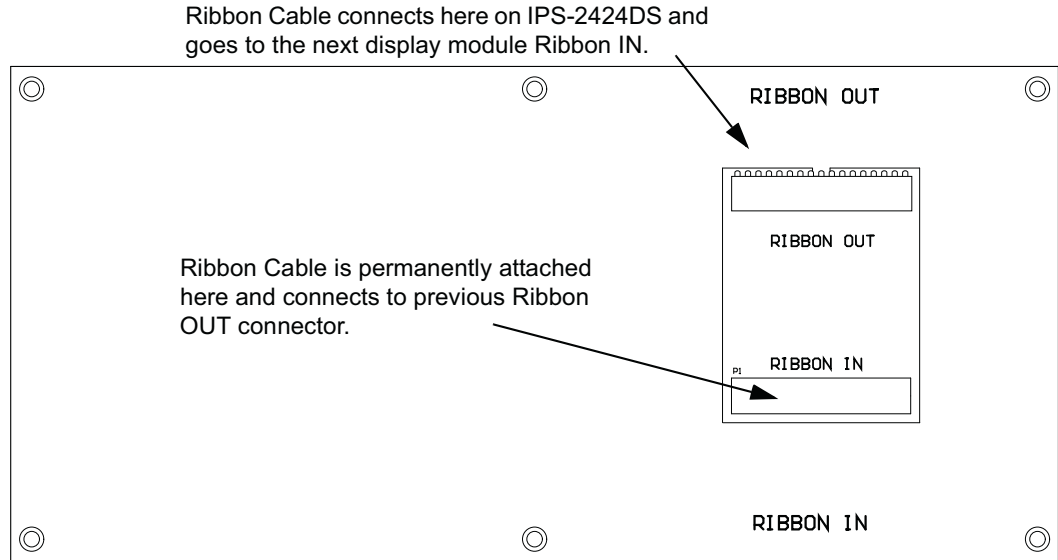 Ribbon Cable connects here on IPS-2424DS and
goes to the next display module Ribbon IN.
RIBBON OUT
RIBBON OUT
Ribbon Cable is permanently attached
here and connects to previous Ribbon
OUT connector.
P1
RIBBON IN
RIBBON IN